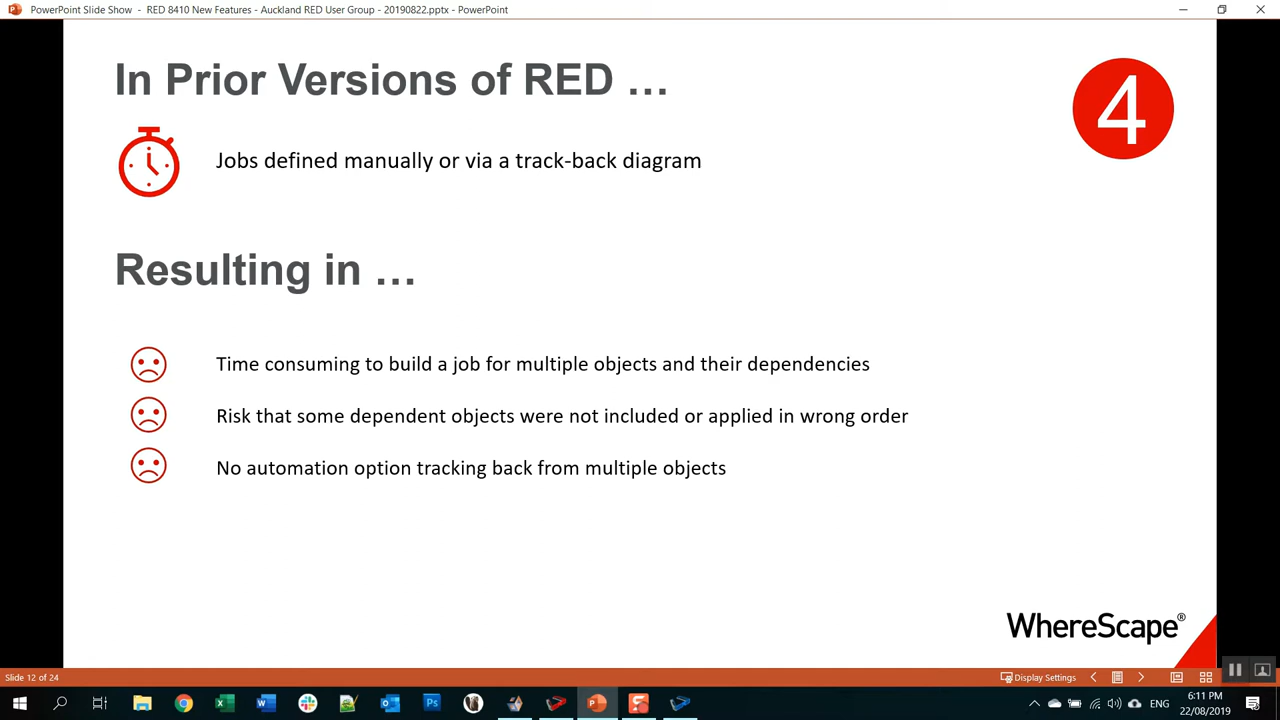 PowerPoint Slide Show - RED 8410 New Features - Auckland RED User Group - 20190822.pptx - PowerPoint
In Prior Versions of RED …
4
Jobs defined manually or via a track-back diagram
Resulting in …
Time consuming to build a job for multiple objects and their dependencies
Risk that some dependent objects were not included or applied in wrong order
No automation option tracking back from multiple objects
WhereScape®
Slide 12 of 24
Display Settings
ENG
6:11 PM
22/08/2019